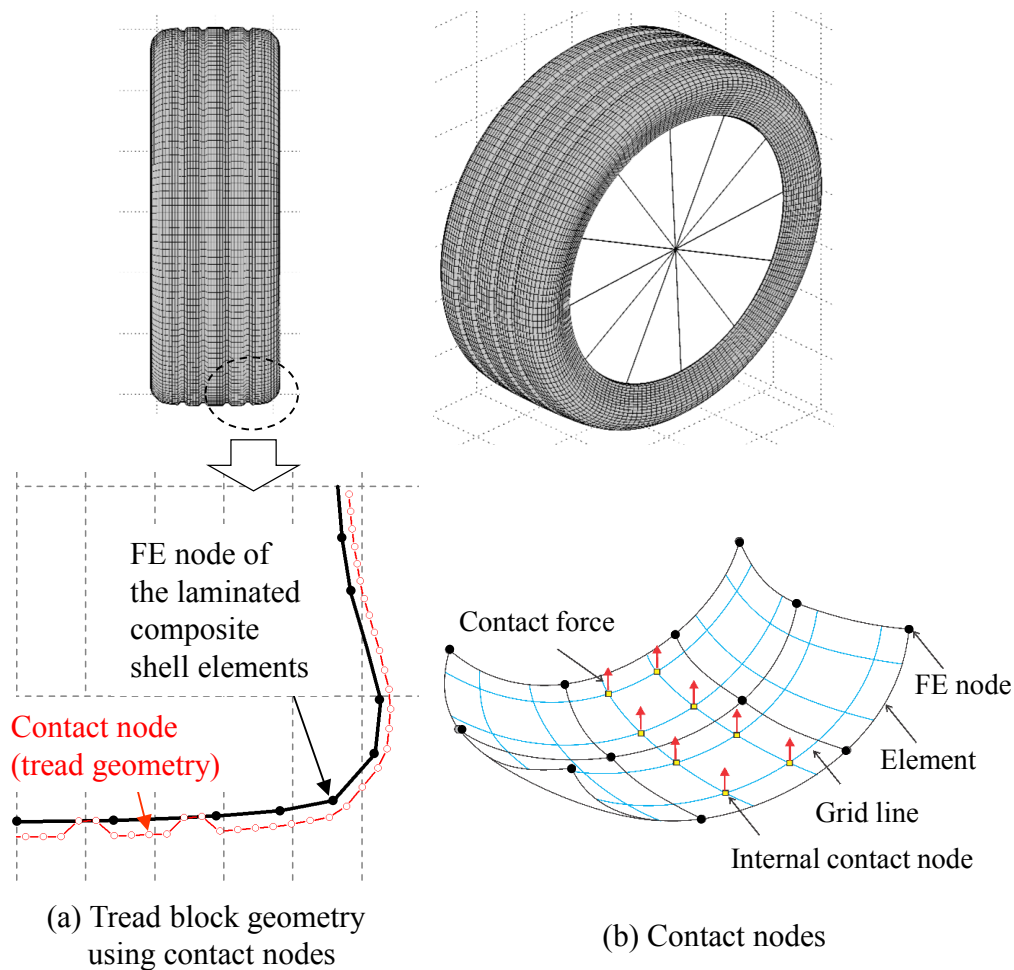 FE node of
the laminated
composite
shell elements
Contact node
(tread geometry)
(a) Tread block geometry
using contact nodes
Contact force
FE node
Element
Grid line
Internal contact node
(b) Contact nodes